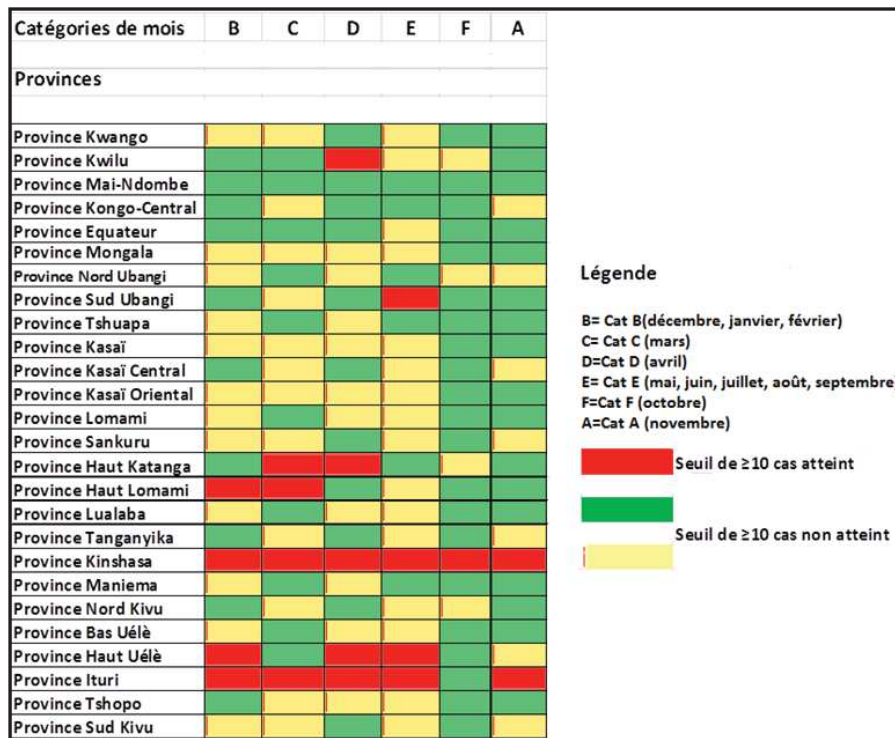 Catégories de mois B C D E F A
Provinces
Province Kwango
Province Kwilu
Province Mai-Ndombe
Province Kongo-Central
Province Equateur
Province Mongala
Province Nord Ubangi
Province Sud Ubangi
Province Tshuapa
Province Kasaï
Province Kasaï Central
Province Kasaï Oriental
Province Lomami
Province Sankuru
Province Haut Katanga
Province Haut Lomami
Province Lualaba
Province Tanganyika
Province Kinshasa
Province Maniema
Province Nord Kivu
Province Bas Uélè
Province Haut Uélè
Province Ituri
Province Tshopo
Province Sud Kivu
Légende
B= Cat B(décembre, janvier, février)
C= Cat C (mars)
D=Cat D (avril)
E= Cat E (mai, juin, juillet, août, septembre)
F=Cat F (octobre)
A=Cat A (novembre)
Seuil de ≥10 cas atteint
Seuil de ≥10 cas non atteint